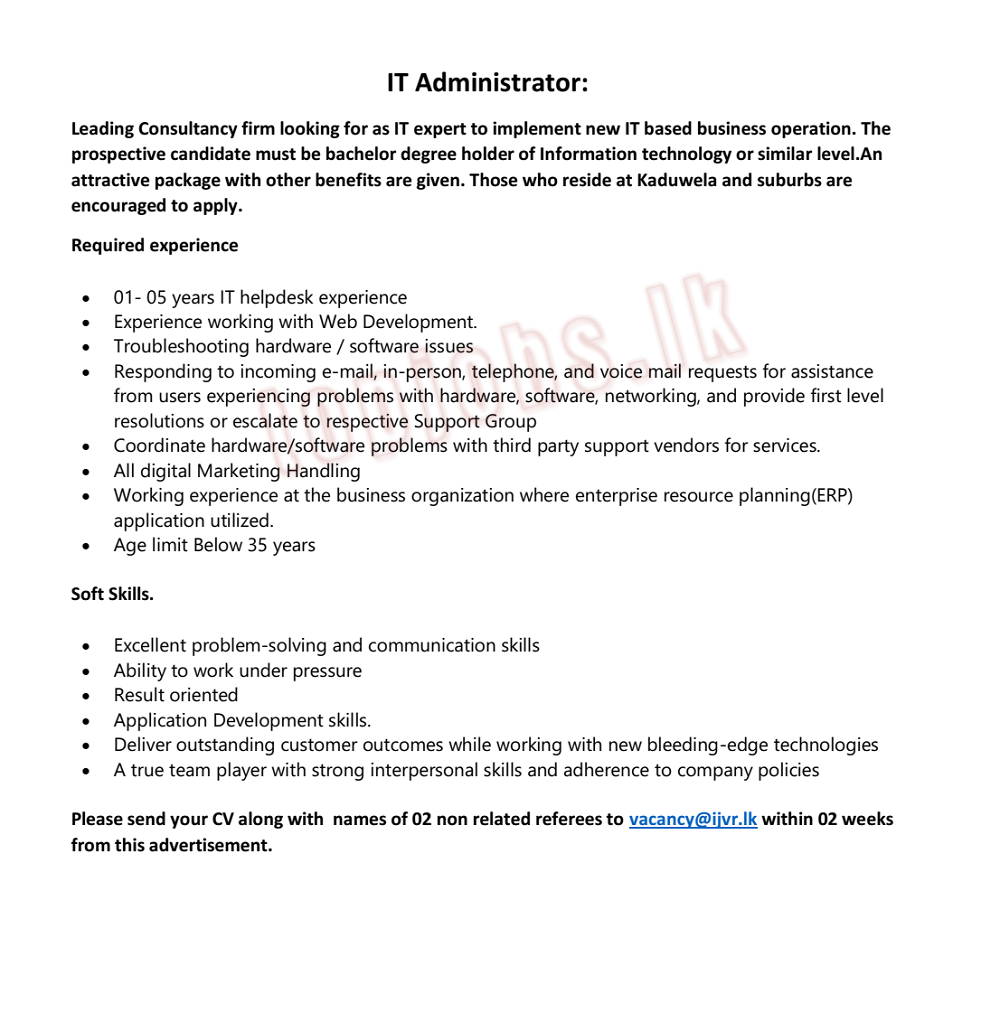 IT Administrator:
Leading Consultancy firm looking for as IT expert to implement new IT based business operation. The
prospective candidate must be bachelor degree holder of Information technology or similar level.An
attractive package with other benefits are given. Those who reside at Kaduwela and suburbs are
encouraged to apply.
Required experience
• 01- 05 years IT helpdesk experience
• Experience working with Web Development.
• Troubleshooting hardware / software issues
• Responding to incoming e-mail, in-person, telephone, and voice mail requests for assistance
from users experiencing problems with hardware, software, networking, and provide first level
resolutions or escalate to respective Support Group
• Coordinate hardware/software problems with third party support vendors for services.
• All digital Marketing Handling
• Working experience at the business organization where enterprise resource planning(ERP)
application utilized.
• Age limit Below 35 years
Soft Skills.
• Excellent problem-solving and communication skills
• Ability to work under pressure
• Result oriented
• Application Development skills.
• Deliver outstanding customer outcomes while working with new bleeding-edge technologies
• A true team player with strong interpersonal skills and adherence to company policies
Please send your CV along with  names of 02 non related referees to vacancy@ijvr.lk within 02 weeks
from this advertisement.
topjobs.lk